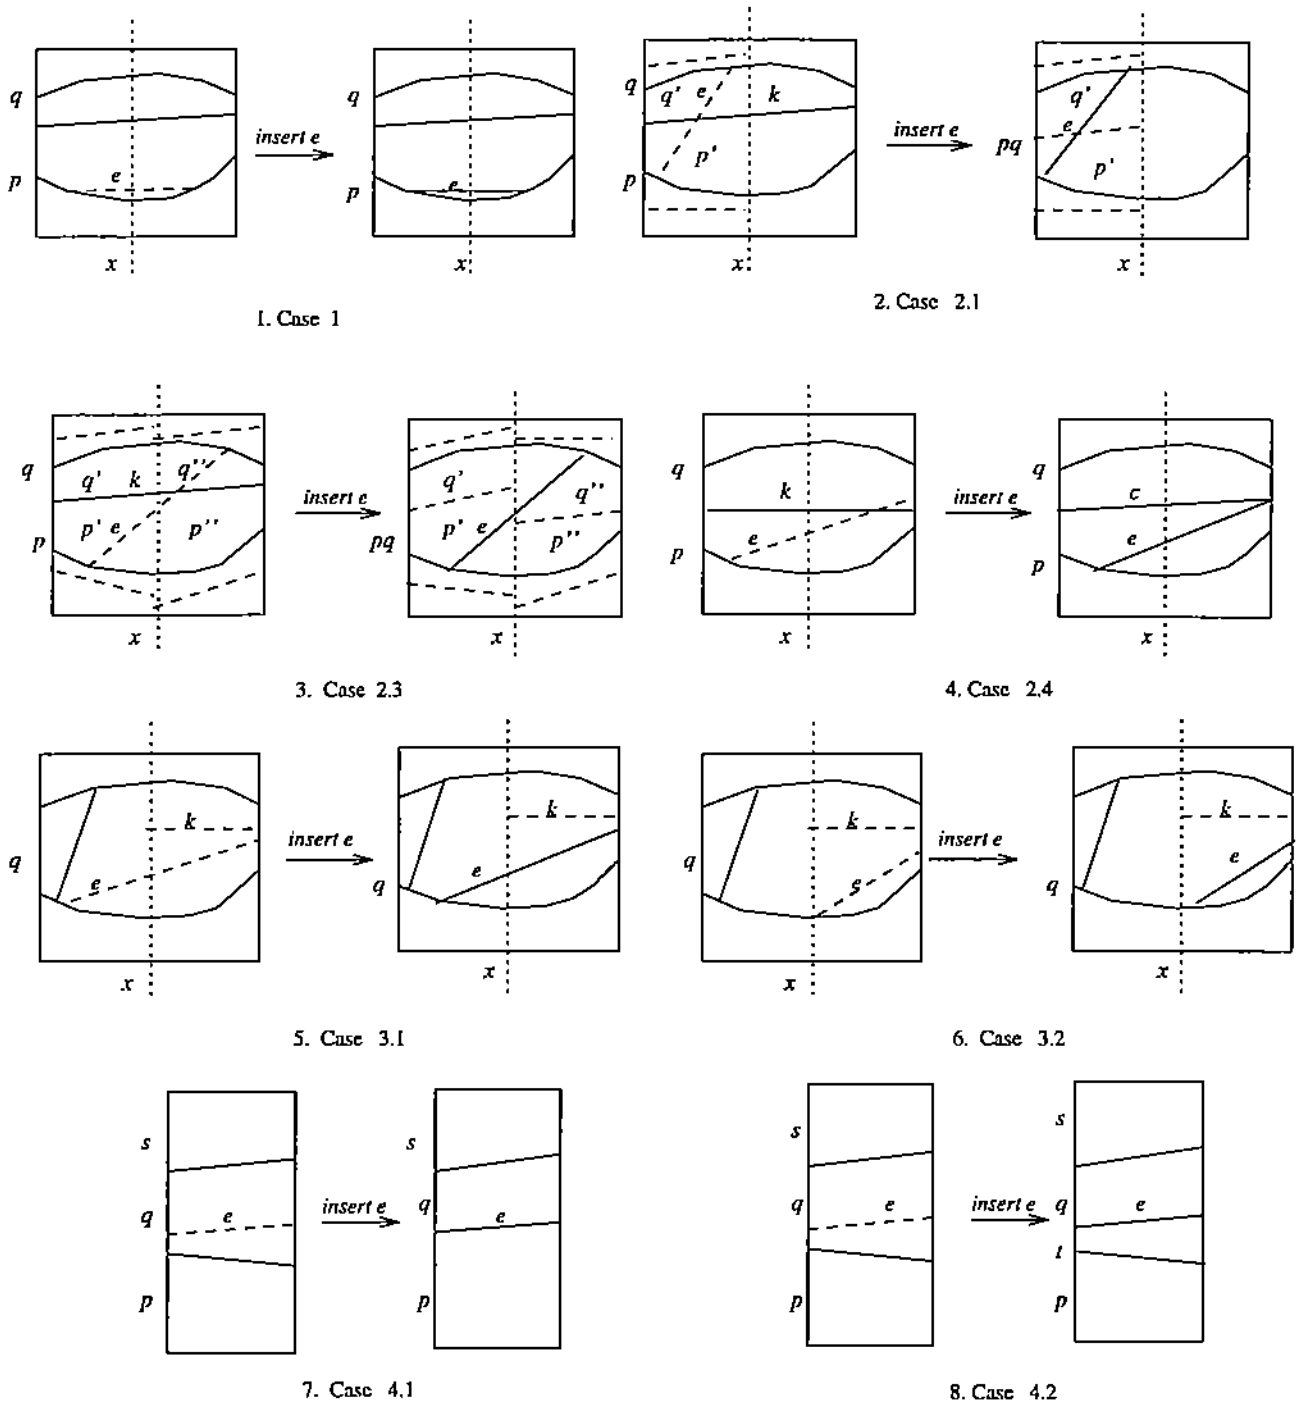 q
p
e
x
insert e
q
p
e
x
1. Case 1
q
q'
e
k
p'
p
x
insert e
q'
e
pq
p'
x
2. Case 2.1
q
q'
k
q''
p'
e
p''
p
x
insert e
q'
q''
p'
e
p''
pq
x
3. Case 2.3
q
k
e
p
x
insert e
q
c
e
p
x
4. Case 2.4
k
q
e
x
insert e
k
e
q
x
5. Case 3.1
k
q
e
x
insert e
k
e
q
x
6. Case 3.2
s
q
e
p
insert e
s
q
e
p
7. Case 4.1
s
q
e
p
insert e
s
q
e
t
p
8. Case 4.2